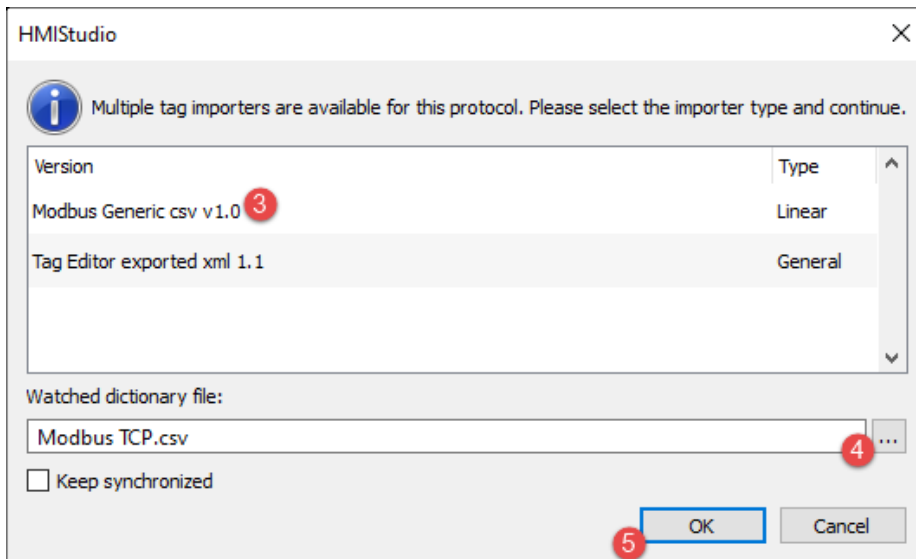 HMIStudio
Multiple tag importers are available for this protocol. Please select the importer type and continue.
Version Type
Modbus Generic csv v1.0 3 Linear
Tag Editor exported xml 1.1 General
Watched dictionary file:
Modbus TCP.csv ...
4
Keep synchronized
OK Cancel
5